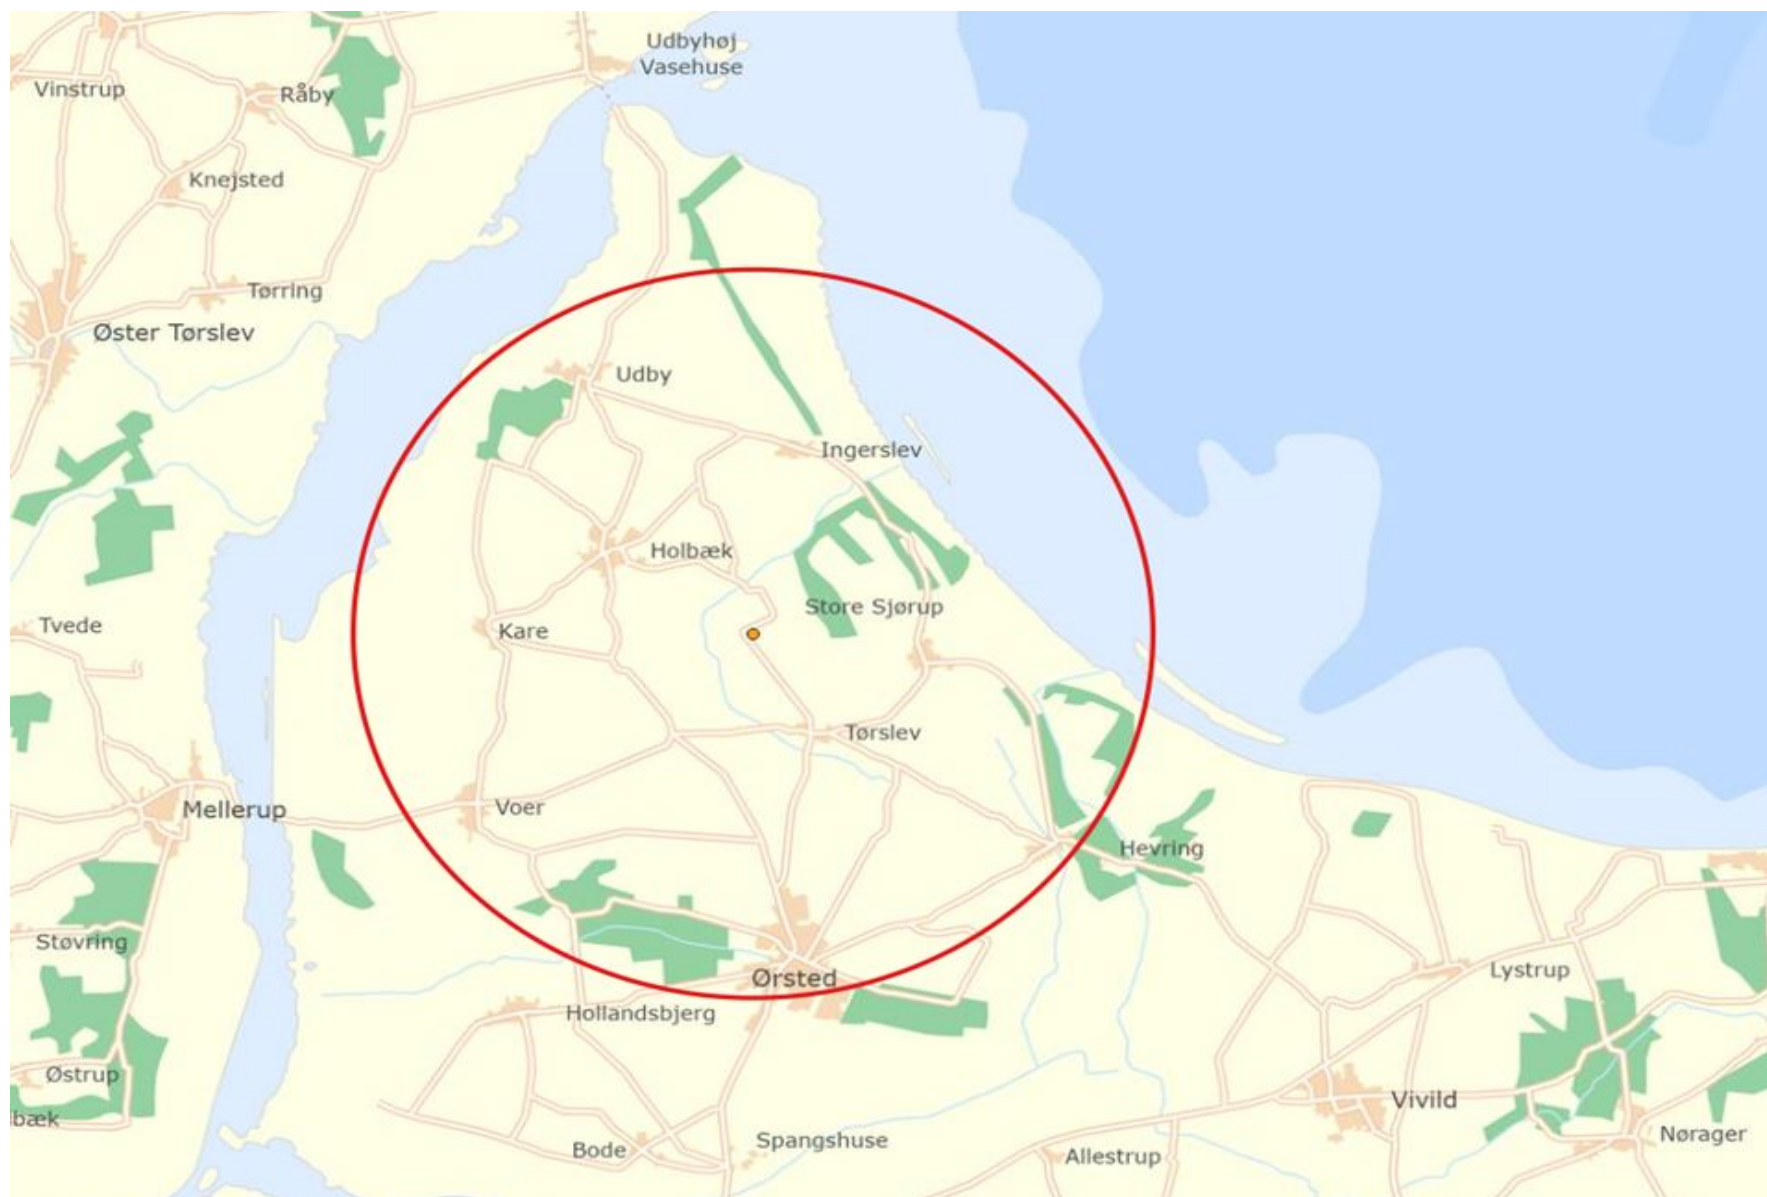 Udbyhøj
Vasehuse
Vinstrup
Råby
Knejsted
Tørring
Øster Tørslev
Udby
Ingerslev
Holbæk
Store Sjørup
Tvede
Kare
Tørslev
Mellerup
Voer
Hevring
Støvring
Ørsted
Lystrup
Hollandsbjerg
Østrup
Vivild
bæk
Bode
Spangshuse
Allestrup
Nørager